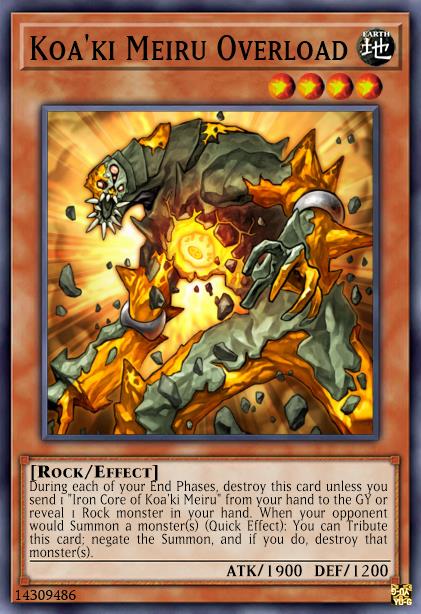 Koa'ki Meiru Overload
EARTH
地
[Rock/Effect]
During each of your End Phases, destroy this card unless you
send 1 "Iron Core of Koa'ki Meiru" from your hand to the GY or
reveal 1 Rock monster in your hand. When your opponent
would Summon a monster(s) (Quick Effect): You can Tribute
this card; negate the Summon, and if you do, destroy that
monster(s).
ATK/1900 DEF/1200
14309486